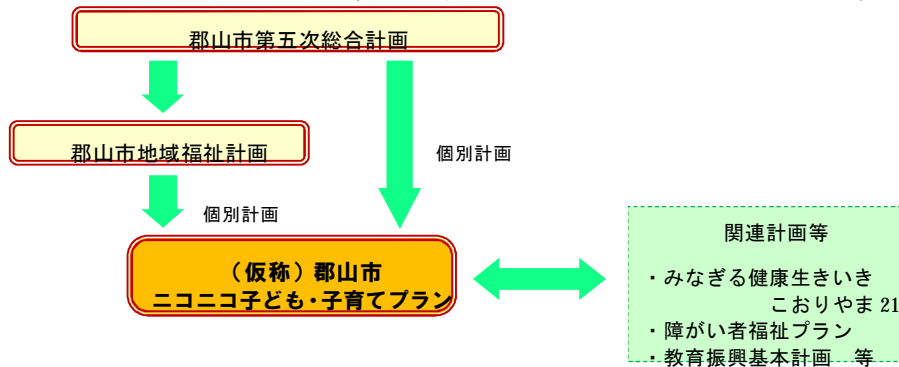 郡山市第五次総合計画
郡山市地域福祉計画
個別計画
個別計画
（仮称）郡山市
ニコニコ子ども・子育てプラン
関連計画等
・みなぎる健康生きいき
こおりやま 21
・障がい者福祉プラン
・教育振興基本計画　等